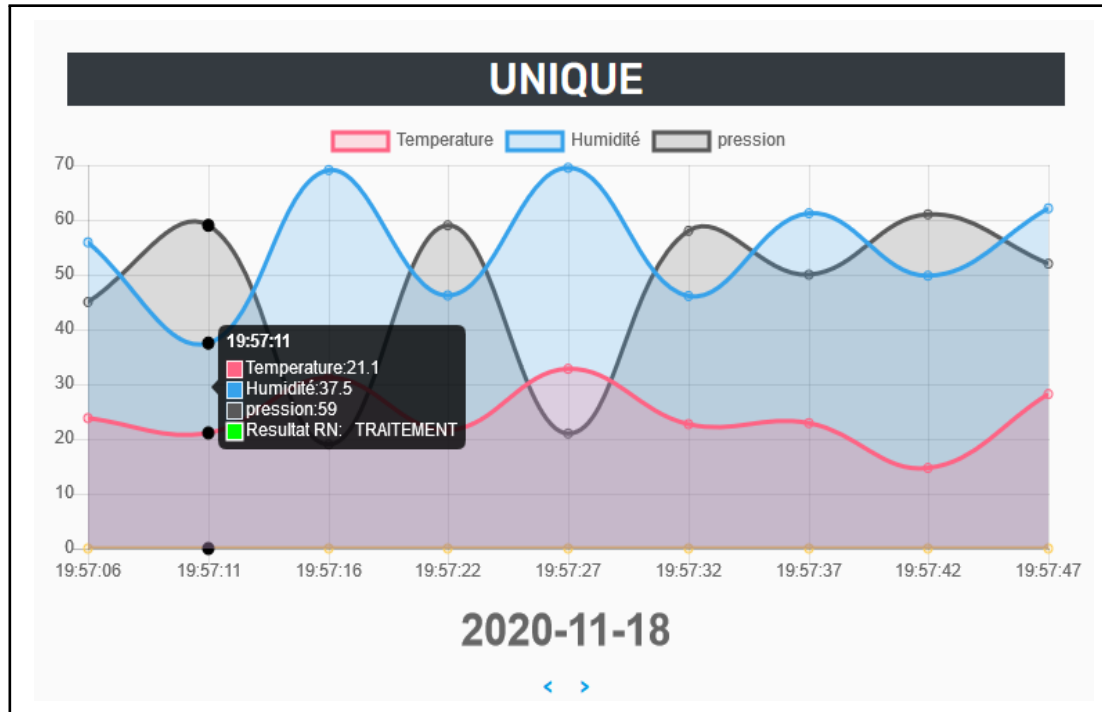 UNIQUE
Temperature Humidité pression
70
60
50
40
30
20
10
0
19:57:11
Temperature:21.1
Humidité:37.5
pression:59
Resultat RN: TRAITEMENT
19:57:06 19:57:11 19:57:16 19:57:22 19:57:27 19:57:32 19:57:37 19:57:42 19:57:47
2020-11-18
< >